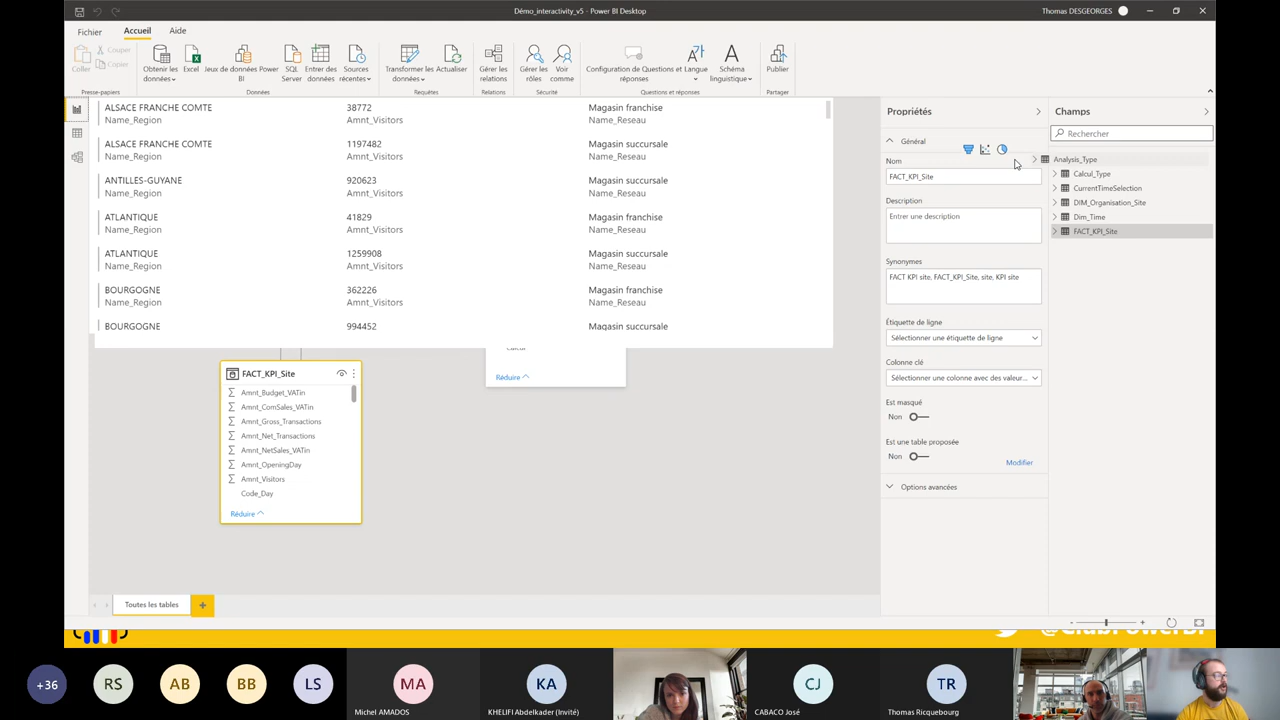 Démo_interactivity_v5 - Power BI Desktop
Thomas DESGEORGES
Fichier
Accueil
Aide
Coller
Couper
Copier
Presse-papiers
Obtenir les données
Excel
Jeux de données Power BI
SQL Server
Entrer des données
Sources récentes
Données
Transformer les données
Actualiser
Requêtes
Gérer les relations
Relations
Gérer les rôles
Voir comme
Sécurité
Configuration de Questions et réponses
Langue
Schéma linguistique
Questions et réponses
Publier
Partager
ALSACE FRANCHE COMTE 38772 Magasin franchise
Name_Region Amnt_Visitors Name_Reseau
ALSACE FRANCHE COMTE 1197482 Magasin succursale
Name_Region Amnt_Visitors Name_Reseau
ANTILLES-GUYANE 920623 Magasin succursale
Name_Region Amnt_Visitors Name_Reseau
ATLANTIQUE 41829 Magasin franchise
Name_Region Amnt_Visitors Name_Reseau
ATLANTIQUE 1259908 Magasin succursale
Name_Region Amnt_Visitors Name_Reseau
BOURGOGNE 362226 Magasin franchise
Name_Region Amnt_Visitors Name_Reseau
BOURGOGNE 994452 Magasin succursale
Réduire
FACT_KPI_Site
Amnt_Budget_VATin
Amnt_ComSales_VATin
Amnt_Gross_Transactions
Amnt_Net_Transactions
Amnt_NetSales_VATin
Amnt_OpeningDay
Amnt_Visitors
Code_Day
Réduire
Toutes les tables
Propriétés
Général
Nom
FACT_KPI_Site
Description
Entrer une description
Synonymes
FACT KPI site, FACT_KPI_Site, site, KPI site
Étiquette de ligne
Sélectionner une étiquette de ligne
Colonne clé
Sélectionner une colonne avec des valeur...
Est masqué
Non
Est une table proposée
Non
Modifier
Options avancées
Champs
Rechercher
Analysis_Type
Calcul_Type
CurrentTimeSelection
DIM_Organisation_Site
Dim_Time
FACT_KPI_Site
+36
RS
AB
BB
LS
MA
Michel AMADOS
KA
KHELIFI Abdelkader (Invité)
CJ
CABACO José
TR
Thomas Ricquebourg